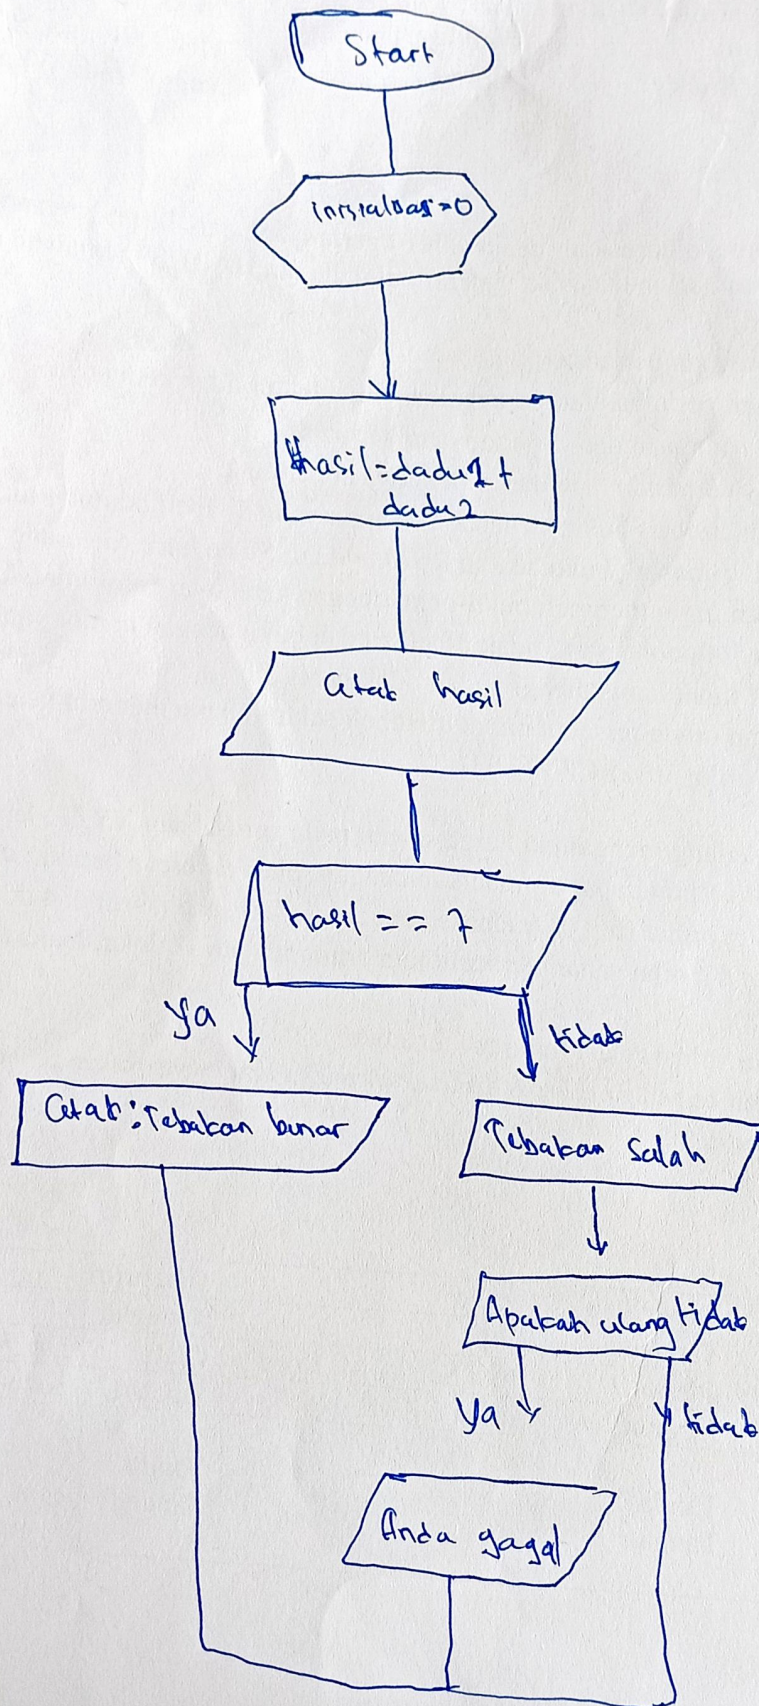 Start
inisialisasi=0
hasil=dadu1+
dadu2
Cetak hasil
hasil == 7
ya
tidak
Cetak: Tebakan benar
Tebakan Salah
Apakah ulang tidak
Ya
tidak
Anda gagal